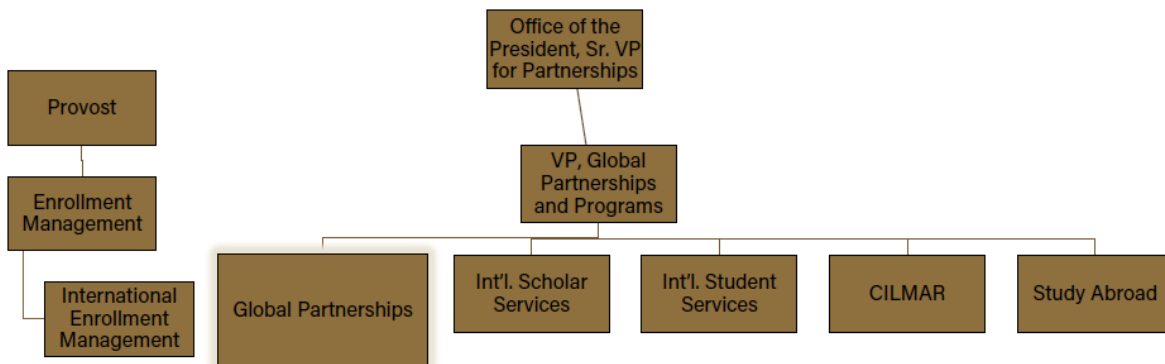 Office of the
President, Sr. VP
for Partnerships
Provost
VP, Global
Partnerships
and Programs
Enrollment
Management
International
Enrollment
Management
Global Partnerships
Int'l. Scholar
Services
Int'l. Student
Services
CILMAR
Study Abroad